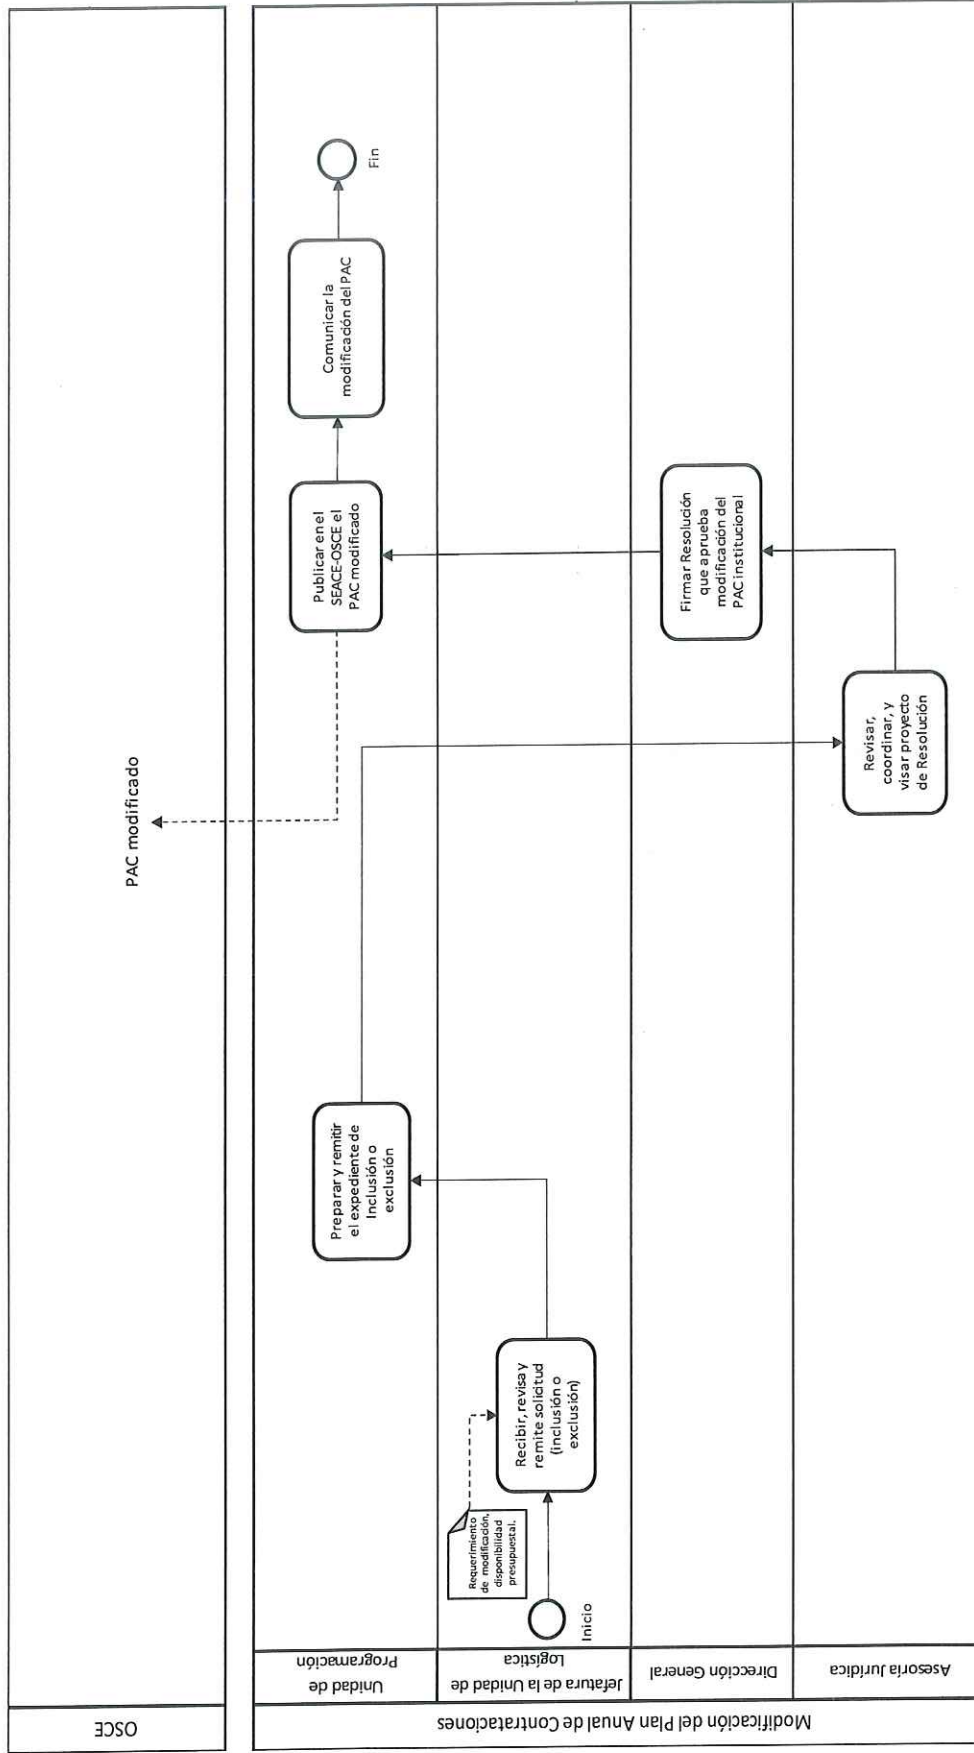 OSCE
PAC modificado
Modificación del Plan Anual de Contrataciones
Unidad de
Programación
Preparar y remitir
el expediente de
Inclusión o
exclusión
Publicar en el
SEACE-OSCE el
PAC modificado
Comunicar la
modificación del PAC
Fin
Jefatura de la Unidad de
Logística
Inicio
Requerimiento
de modificación,
disponibilidad
presupuestal.
Recibir, revisa y
remite solicitud
(inclusión o
exclusión)
Dirección General
Firmar Resolución
que aprueba
modificación del
PAC institucional
Asesoría Jurídica
Revisar,
coordinar, y
visar proyecto
de Resolución